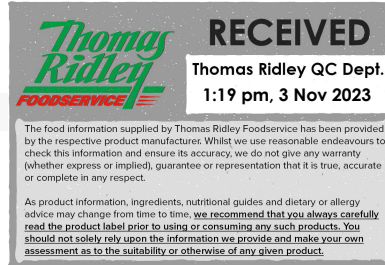 Thomas
Ridley
FOODSERVICE
RECEIVED
Thomas Ridley QC Dept.
1:19 pm, 3 Nov 2023
The food information supplied by Thomas Ridley Foodservice has been provided
by the respective product manufacturer. Whilst we use reasonable endeavours to
check this information and ensure its accuracy, we do not give any warranty
(whether express or implied), guarantee or representation that it is true, accurate
or complete in any respect.
As product information, ingredients, nutritional guides and dietary or allergy
advice may change from time to time, we recommend that you always carefully
read the product label prior to using or consuming any such products. You
should not solely rely upon the information we provide and make your own
assessment as to the suitability or otherwise of any given product.